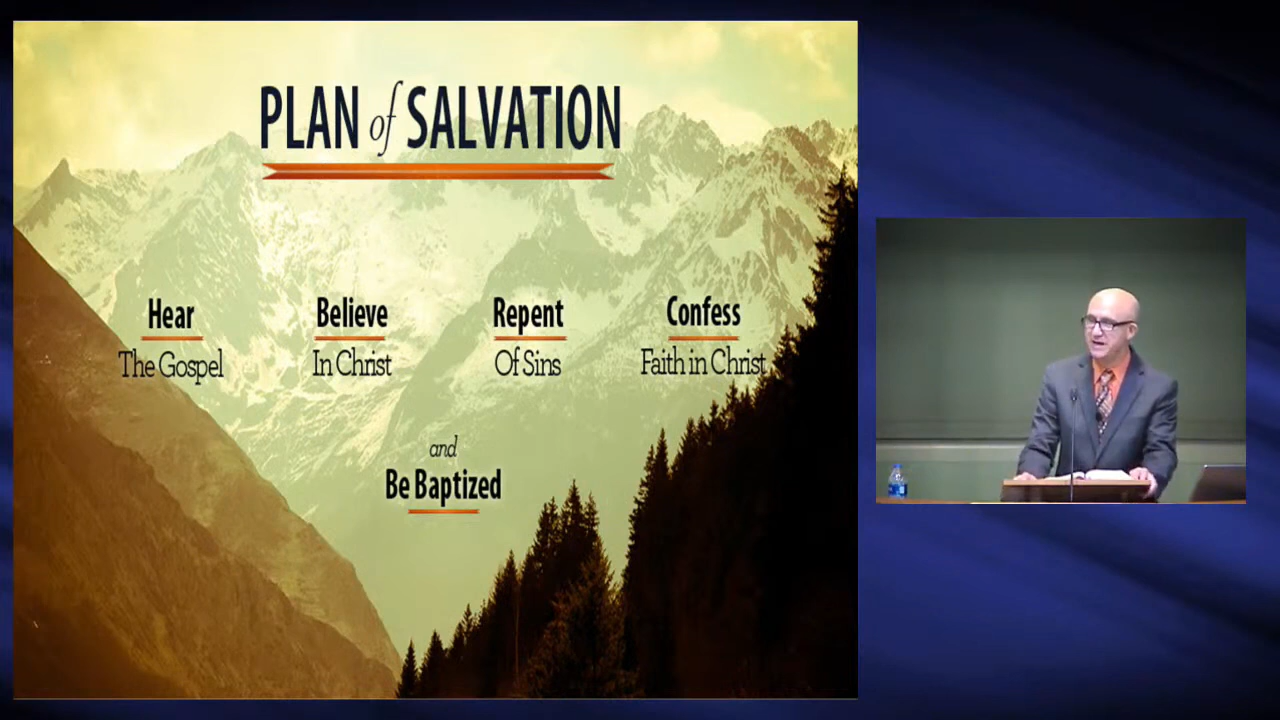 PLAN of SALVATION
Hear Believe Repent Confess
The Gospel In Christ Of Sins Faith in Christ
and
Be Baptized